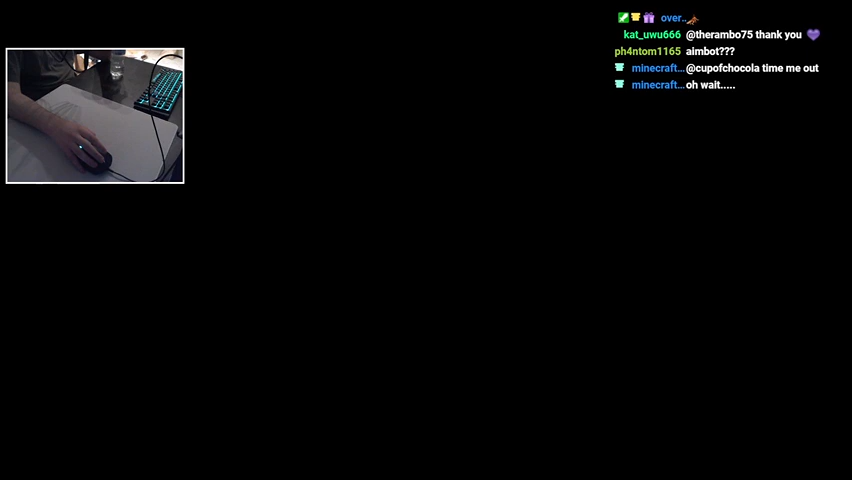 over..
kat_uwu666 @therambo75 thank you
ph4ntom1165 aimbot???
minecraft... @cupofchocola time me out
minecraft... oh wait.....